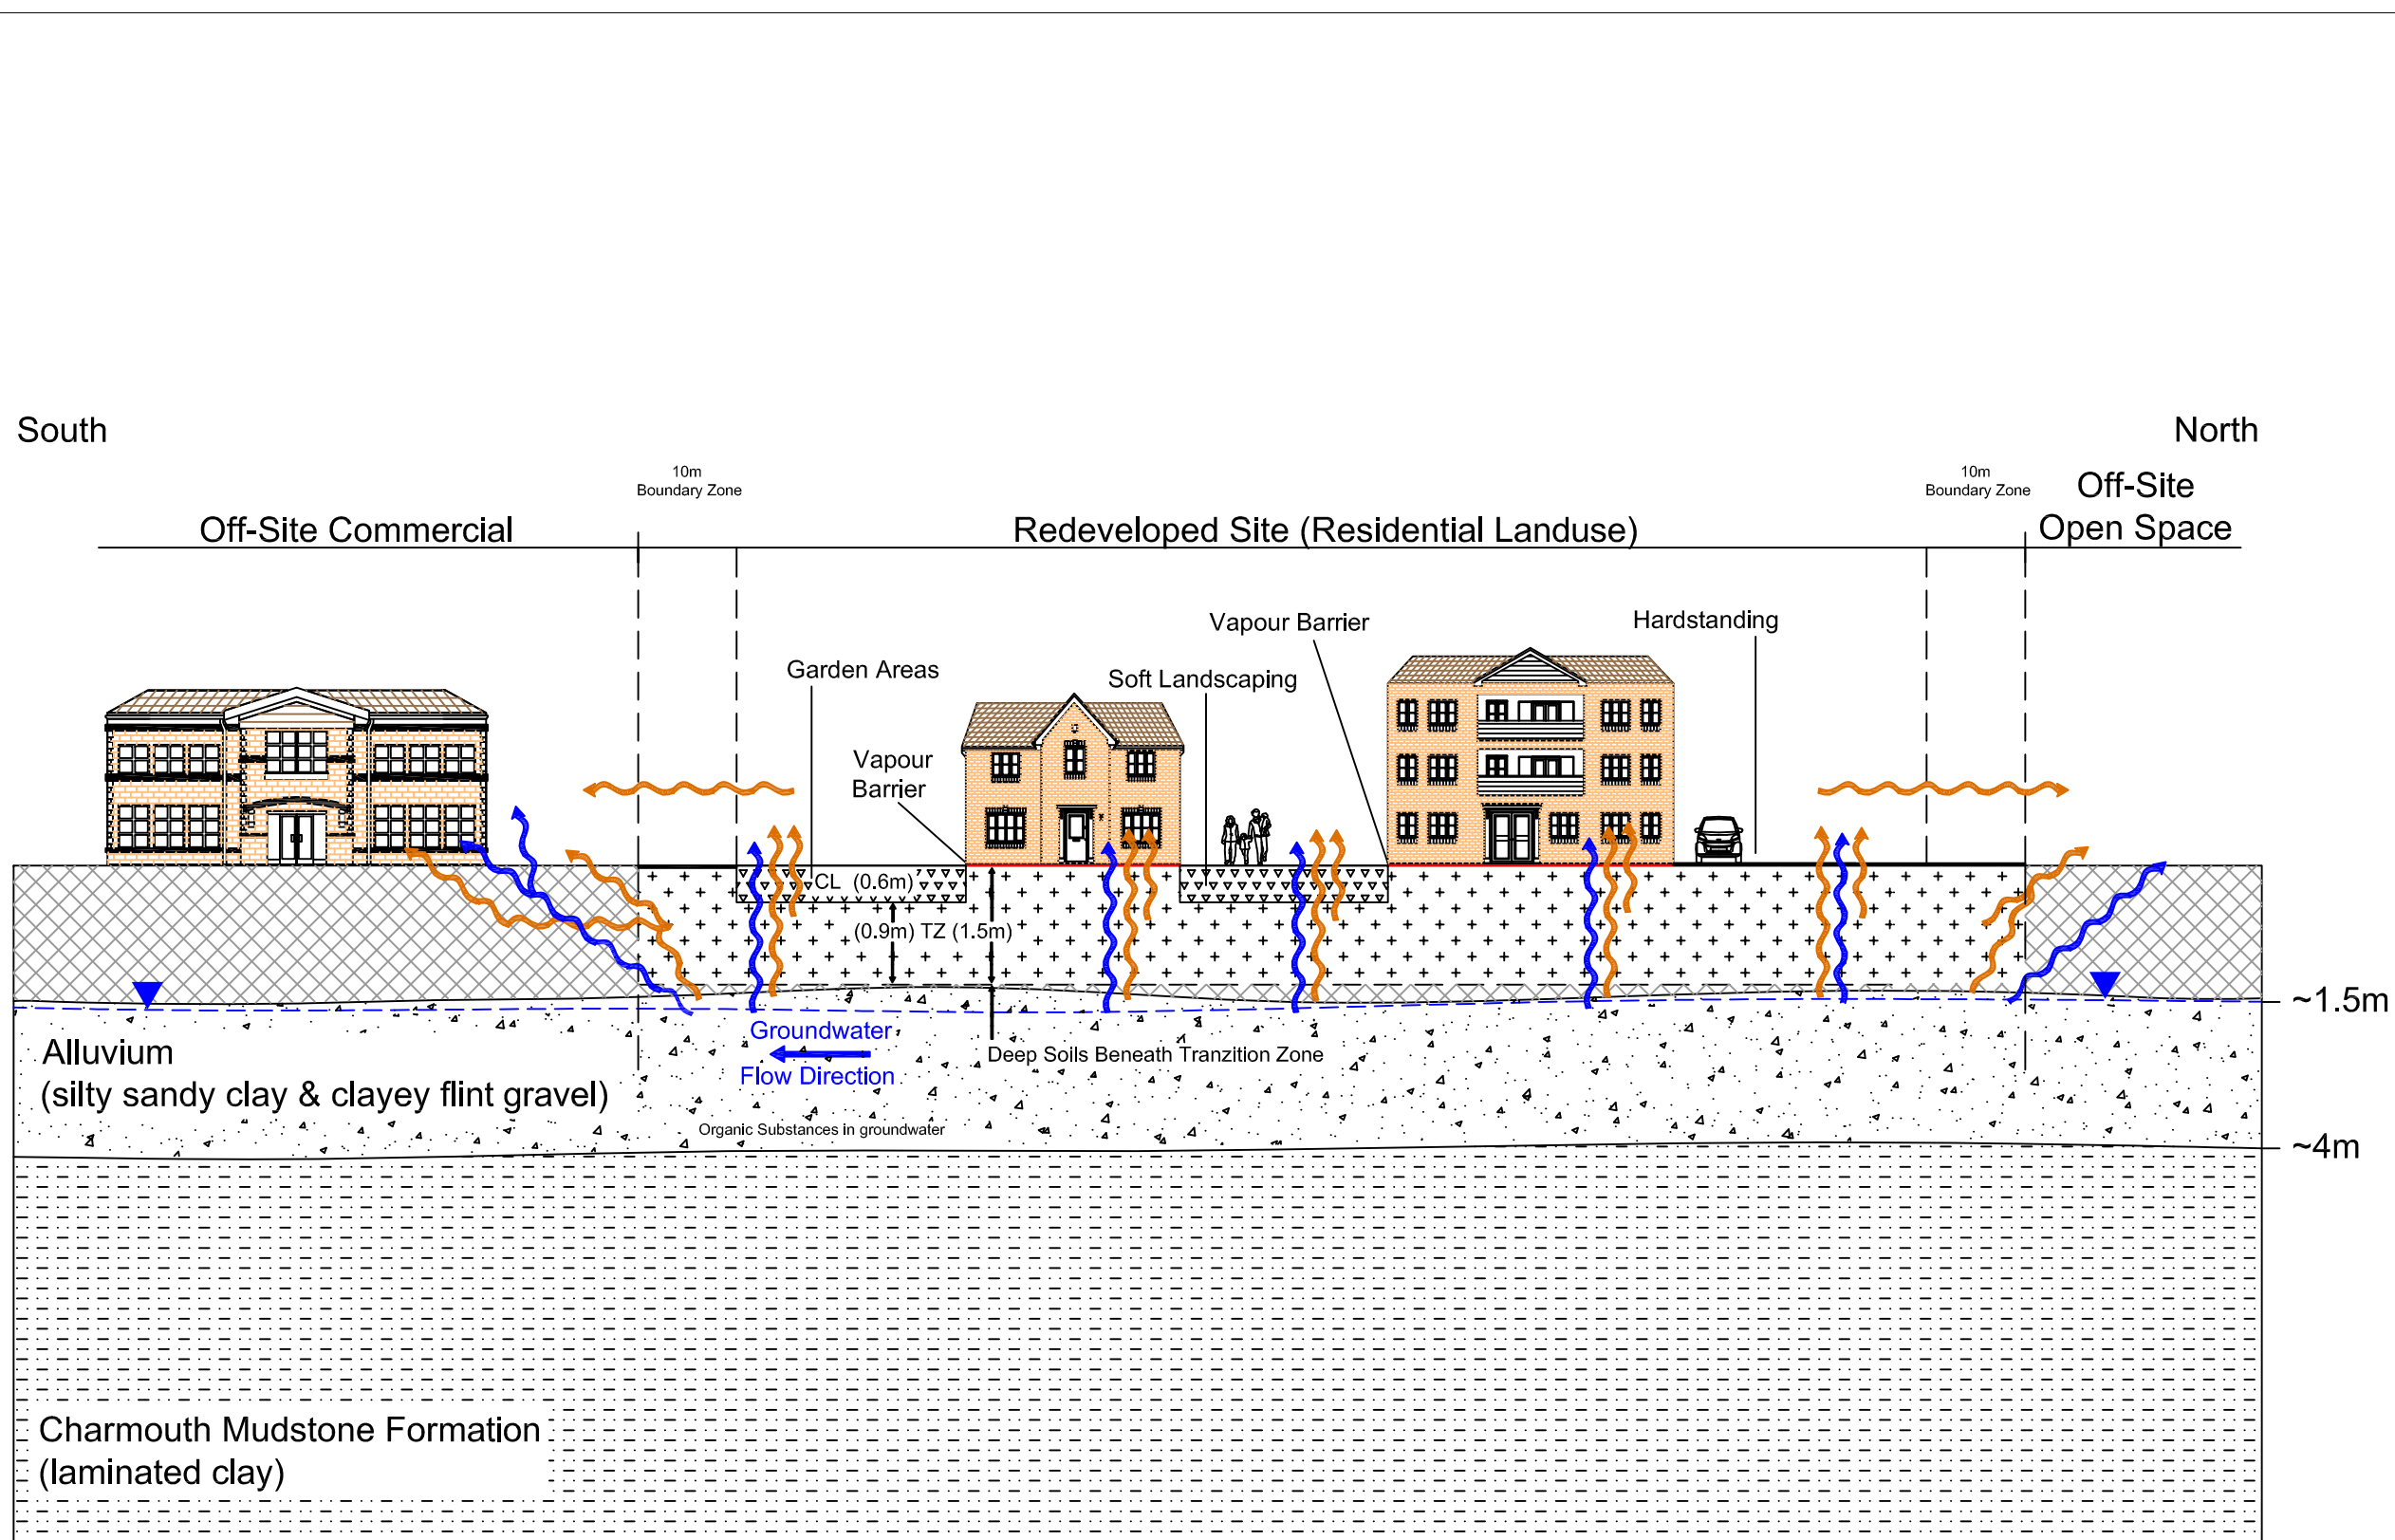 South
North
10m
Boundary Zone
10m
Boundary Zone
Off-Site
Open Space
Off-Site Commercial
Redeveloped Site (Residential Landuse)
Vapour Barrier
Hardstanding
Garden Areas
Soft Landscaping
Vapour
Barrier
CL (0.6m)
(0.9m) TZ (1.5m)
~1.5m
Groundwater
Flow Direction
Deep Soils Beneath Tranzition Zone
Alluvium
(silty sandy clay & clayey flint gravel)
Organic Substances in groundwater
~4m
Charmouth Mudstone Formation
(laminated clay)